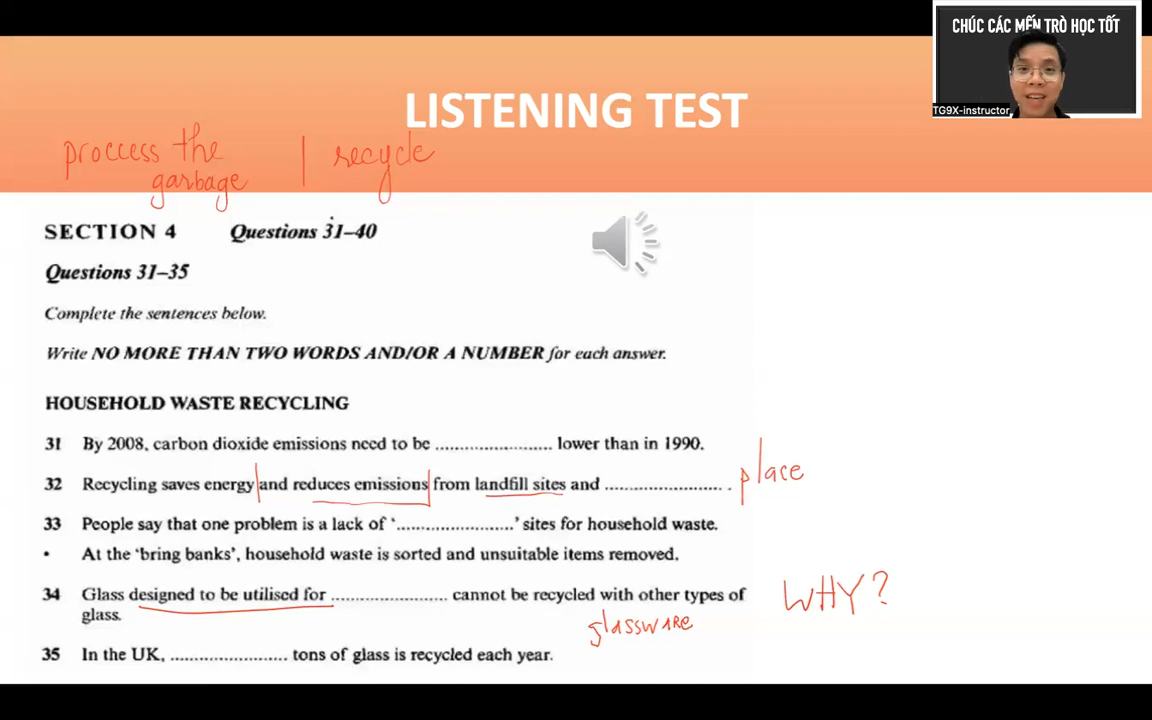 CHÚC CÁC MẾN TRÒ HỌC TỐT
TG9X-instructor
LISTENING TEST
proccess the | recycle
garbage
SECTION 4 Questions 31–40
Questions 31–35
Complete the sentences below.
Write NO MORE THAN TWO WORDS AND/OR A NUMBER for each answer.
HOUSEHOLD WASTE RECYCLING
31 By 2008, carbon dioxide emissions need to be ........................ lower than in 1990.
place
32 Recycling saves energy and reduces emissions from landfill sites and ........................ .
33 People say that one problem is a lack of ‘........................’ sites for household waste.
• At the ‘bring banks’, household waste is sorted and unsuitable items removed.
34 Glass designed to be utilised for ........................ cannot be recycled with other types of
WHY?
glass.
glassware
35 In the UK, ........................ tons of glass is recycled each year.